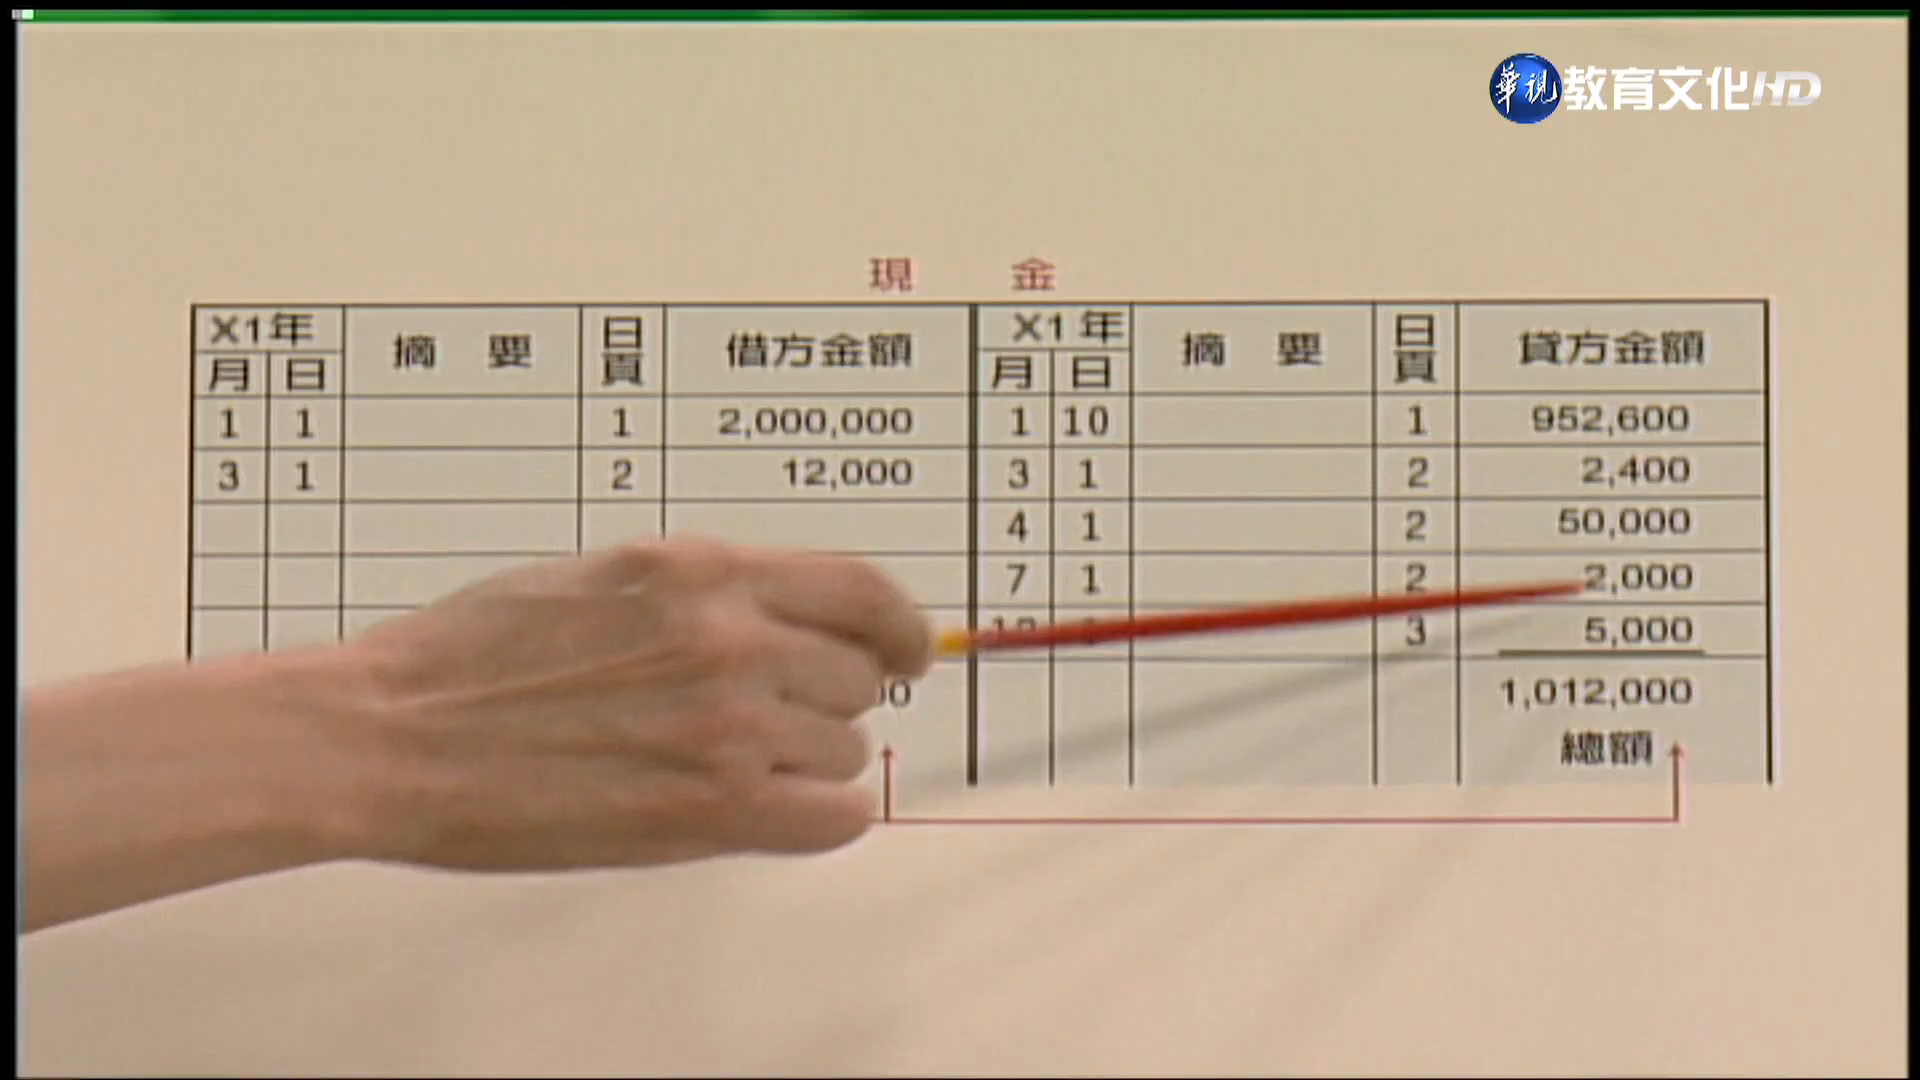 華視 教育文化HD
現 金
X1年 摘 要 日頁 借方金額 X1年 摘 要 日頁 貸方金額
月 日 月 日
1 1 1 2,000,000 1 10 1 952,600
3 1 2 12,000 3 1 2 2,400
4 1 2 50,000
7 1 2 2,000
3 5,000
1,012,000
總額